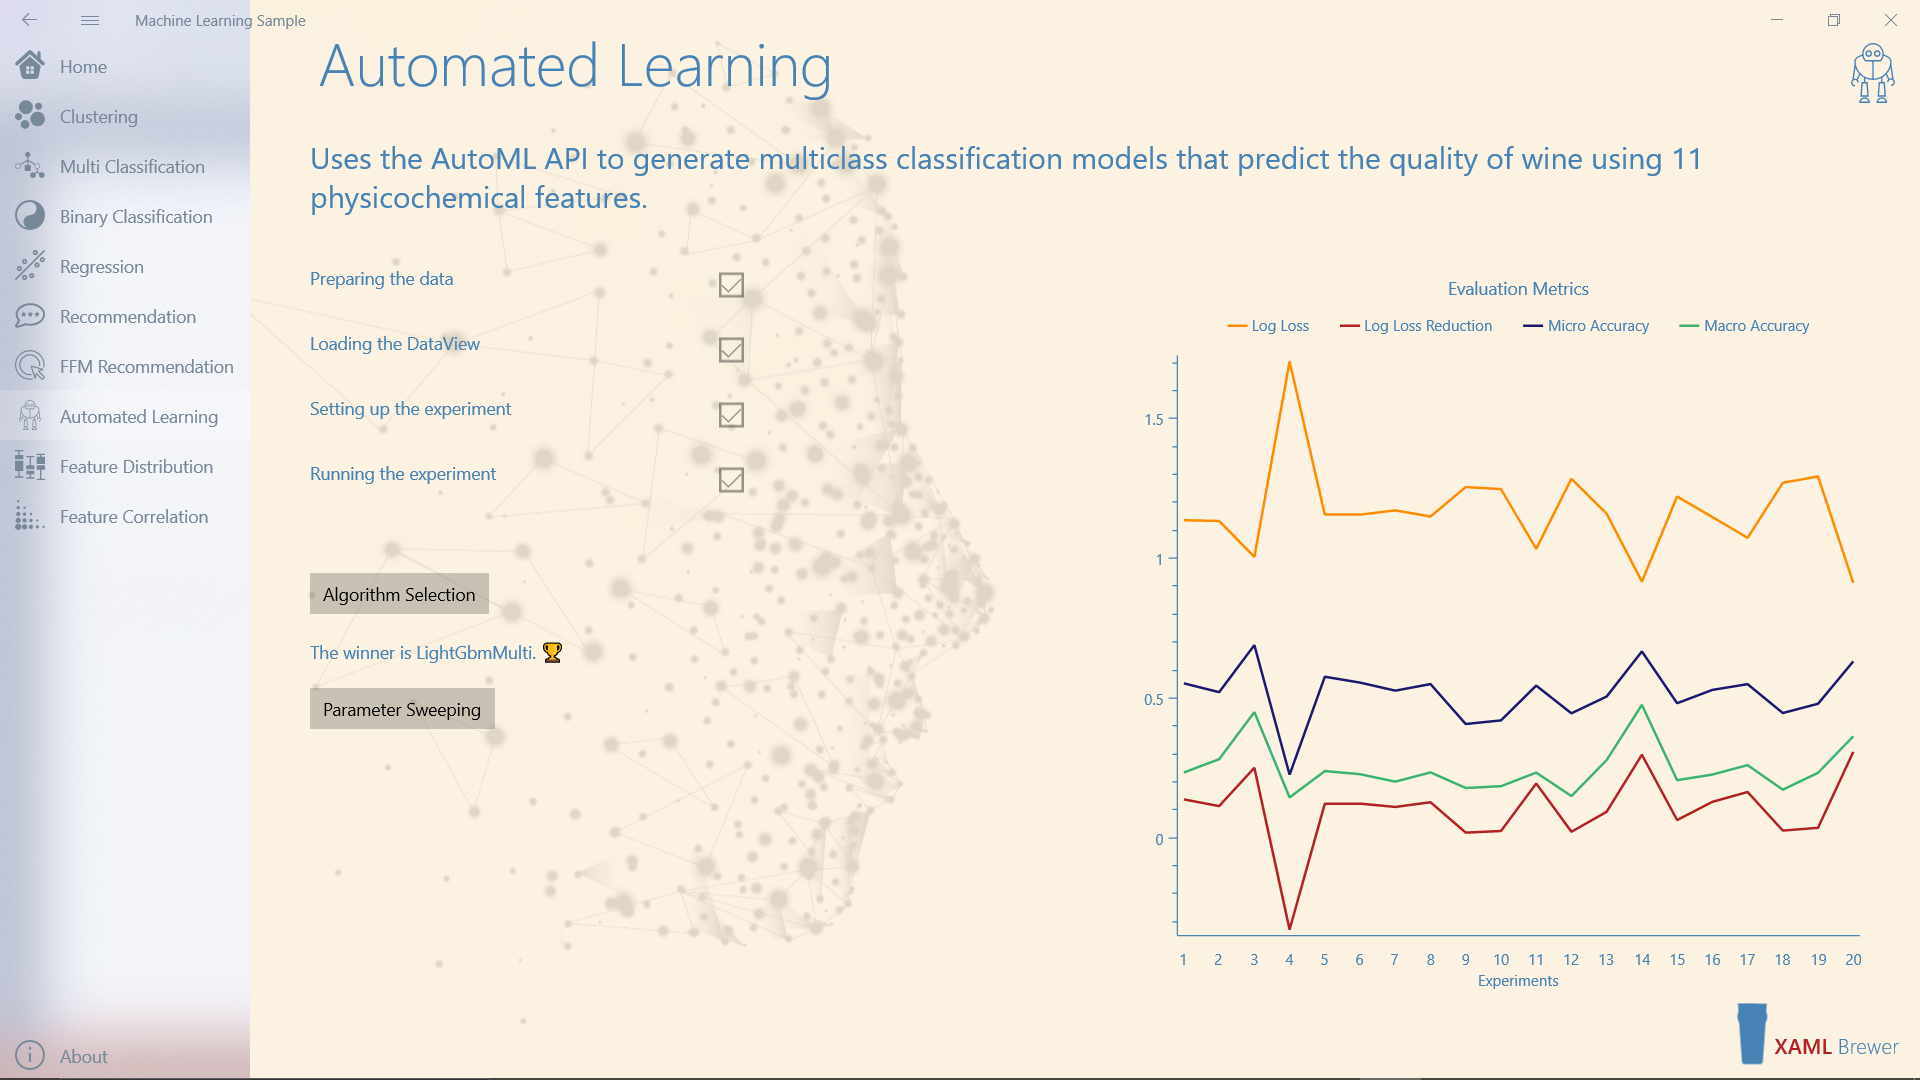 Machine Learning Sample
Home
Clustering
Multi Classification
Binary Classification
Regression
Recommendation
FFM Recommendation
Automated Learning
Feature Distribution
Feature Correlation
About
Automated Learning
Uses the AutoML API to generate multiclass classification models that predict the quality of wine using 11
physicochemical features.
Preparing the data
Loading the DataView
Setting up the experiment
Running the experiment
Algorithm Selection
The winner is LightGbmMulti. 🏆
Parameter Sweeping
Evaluation Metrics
Log Loss Log Loss Reduction Micro Accuracy Macro Accuracy
1.5
1
0.5
0
1 2 3 4 5 6 7 8 9 10 11 12 13 14 15 16 17 18 19 20
Experiments
XAML Brewer